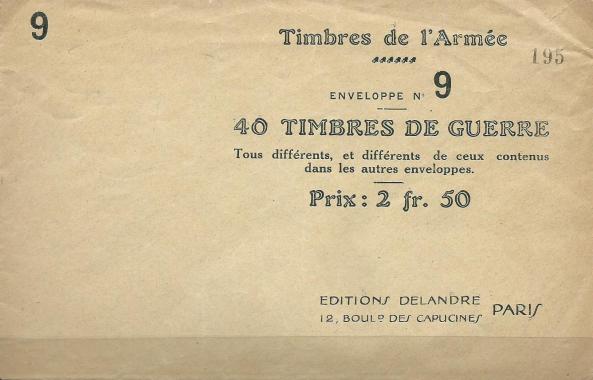 9
Timbres de l'Armée
195
ENVELOPPE N° 9
40 TIMBRES DE GUERRE
Tous différents, et différents de ceux contenus
dans les autres enveloppes.
Prix : 2 fr. 50
EDITIONS DELANDRE
12, BOULD DES CAPUCINES PARIS